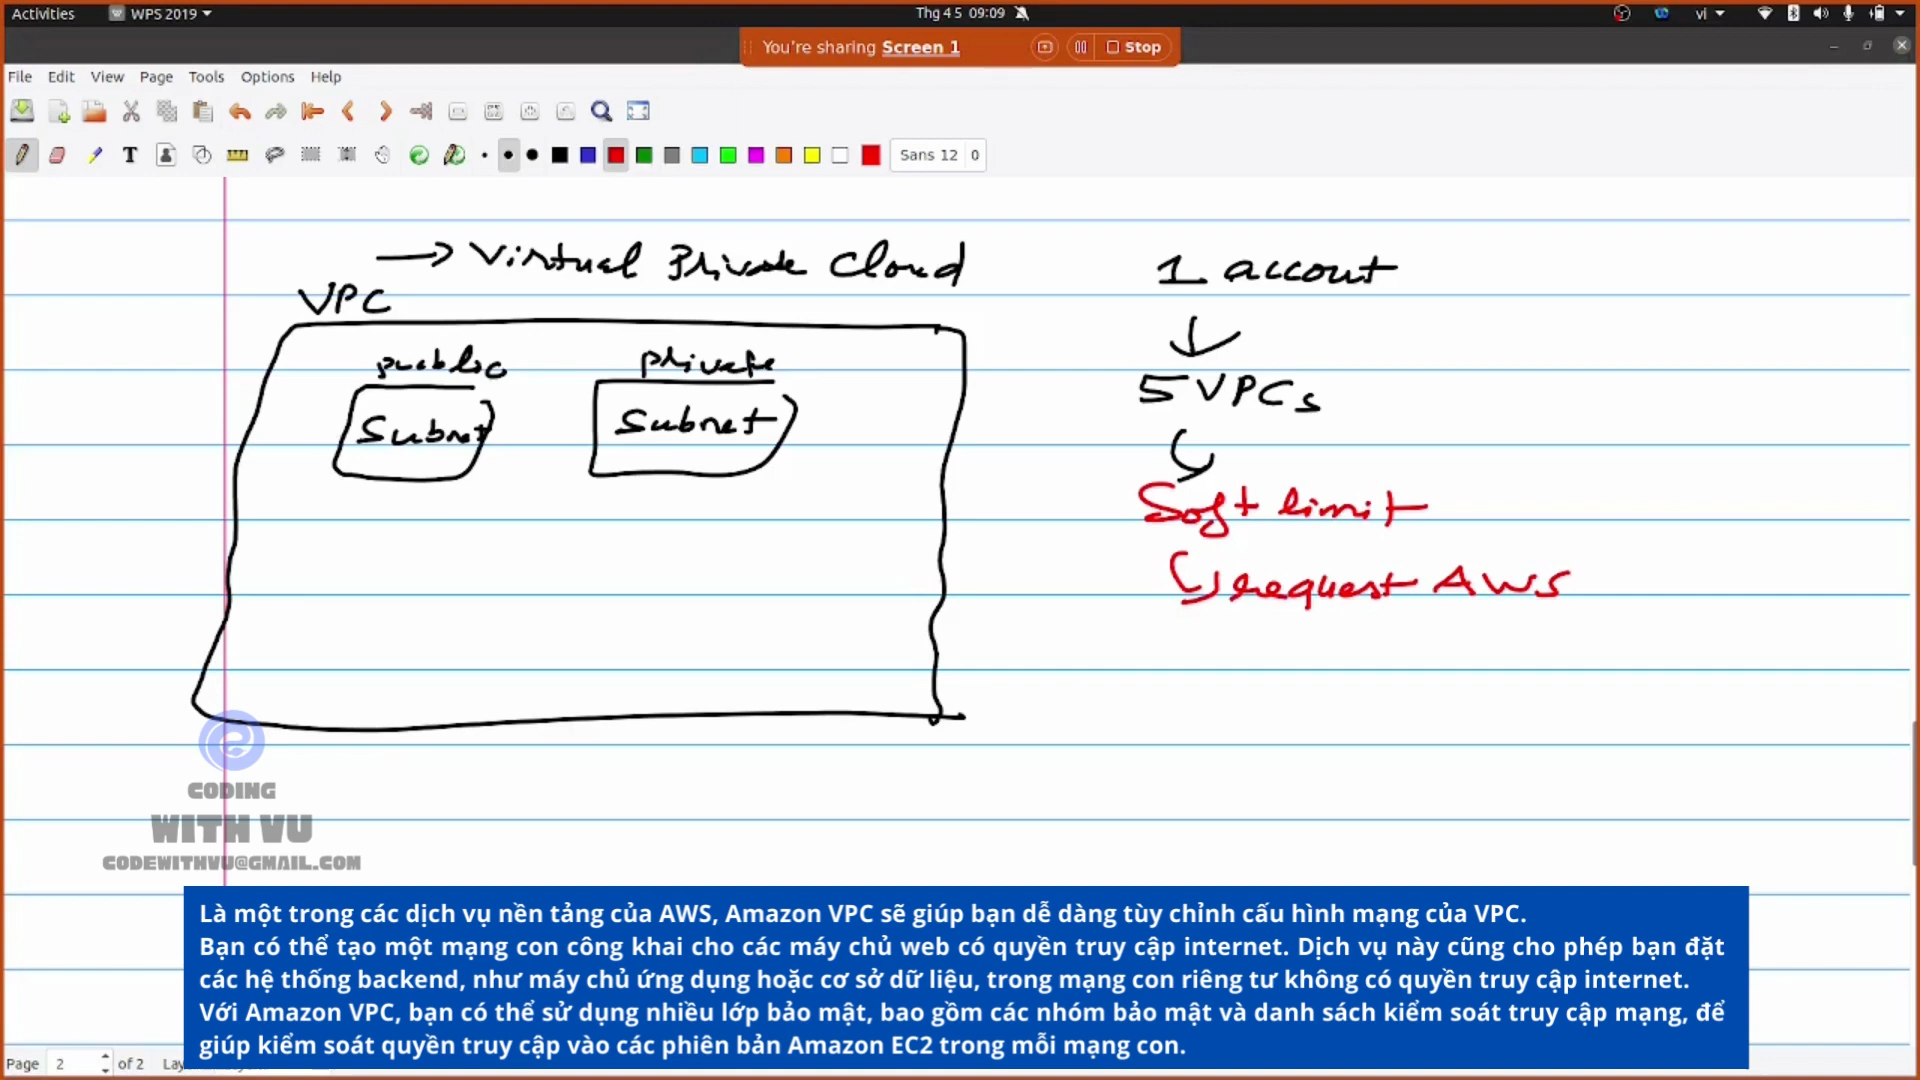 Activities WPS 2019 Thg 4 5 09:09 vi
You're sharing Screen 1 Stop
File Edit View Page Tools Options Help
T Sans 12 0
→ Virtual Private Cloud
VPC
public private
Subnet Subnet
1 accout
5 VPCs
Soft limit
request AWS
CODING
WITH VU
CODEWITHVU@GMAIL.COM
Là một trong các dịch vụ nền tảng của AWS, Amazon VPC sẽ giúp bạn dễ dàng tùy chỉnh cấu hình mạng của VPC.
Bạn có thể tạo một mạng con công khai cho các máy chủ web có quyền truy cập internet. Dịch vụ này cũng cho phép bạn đặt
các hệ thống backend, như máy chủ ứng dụng hoặc cơ sở dữ liệu, trong mạng con riêng tư không có quyền truy cập internet.
Với Amazon VPC, bạn có thể sử dụng nhiều lớp bảo mật, bao gồm các nhóm bảo mật và danh sách kiểm soát truy cập mạng, để
giúp kiểm soát quyền truy cập vào các phiên bản Amazon EC2 trong mỗi mạng con.
Page 2 of 2